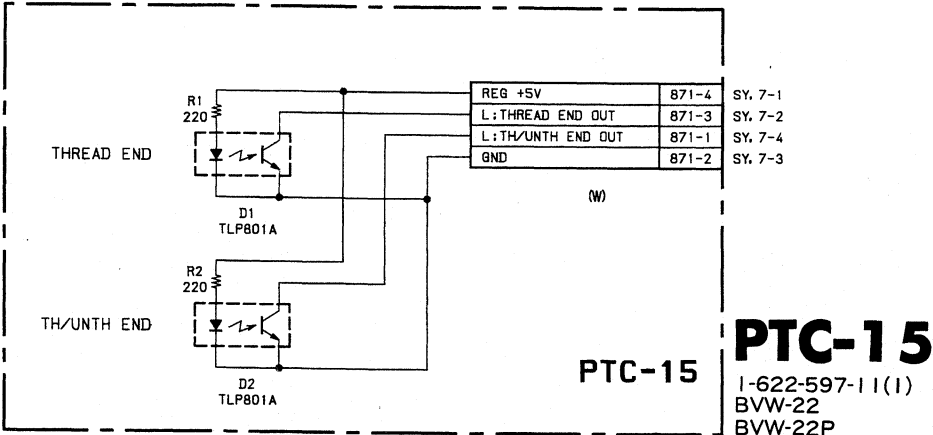 REG +5V 871-4 SY. 7-1
L:THREAD END OUT 871-3 SY. 7-2
L:TH/UNTH END OUT 871-1 SY. 7-4
GND 871-2 SY. 7-3
(W)
R1
220
THREAD END
D1
TLP801A
R2
220
TH/UNTH END
D2
TLP801A
PTC-15
PTC-15
1-622-597-11(1)
BVW-22
BVW-22P